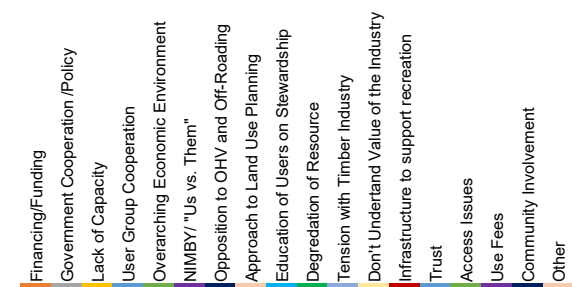 Financing/Funding
Government Cooperation /Policy
Lack of Capacity
User Group Cooperation
Overarching Economic Environment
NIMBY/ "Us vs. Them"
Opposition to OHV and Off-Roading
Approach to Land Use Planning
Education of Users on Stewardship
Degredation of Resource
Tension with Timber Industry
Don't Undertand Value of the Industry
Infrastructure to support recreation
Trust
Access Issues
Use Fees
Community Involvement
Other